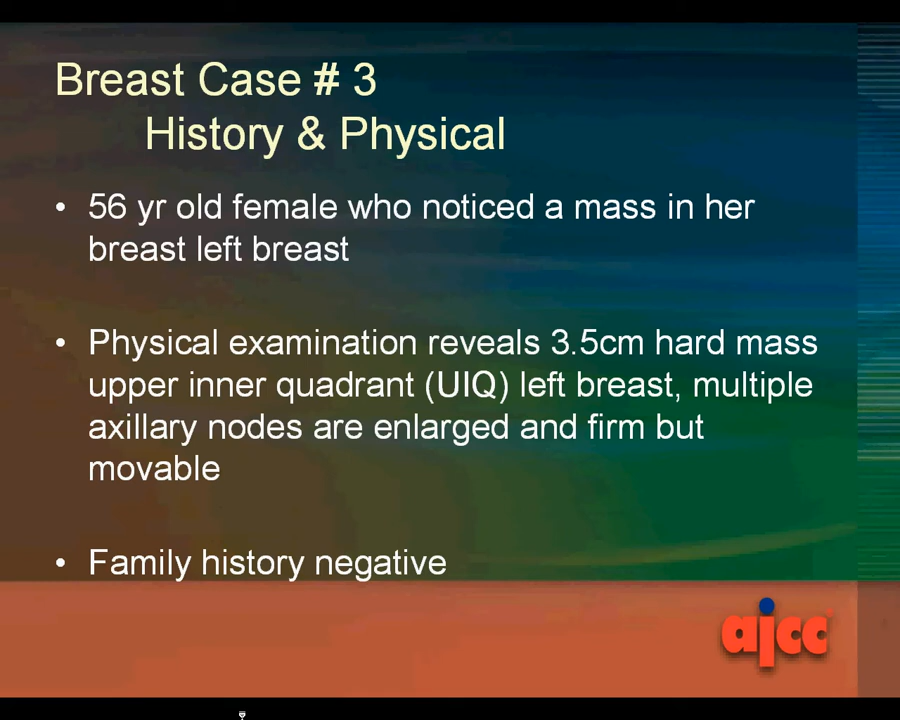 Breast Case # 3
History & Physical
• 56 yr old female who noticed a mass in her
breast left breast
• Physical examination reveals 3.5cm hard mass
upper inner quadrant (UIQ) left breast, multiple
axillary nodes are enlarged and firm but
movable
• Family history negative
ajcc